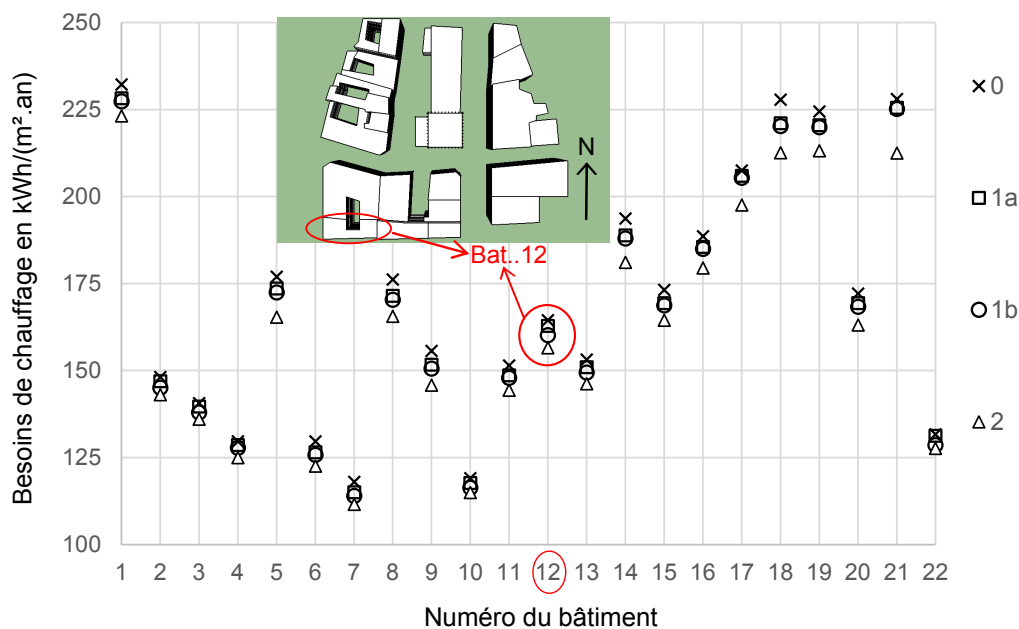 Besoins de chauffage en kWh/(m².an)
250
225
200
175
150
125
100
N
Bat..12
0
1a
1b
2
1 2 3 4 5 6 7 8 9 10 11 12 13 14 15 16 17 18 19 20 21 22
Numéro du bâtiment